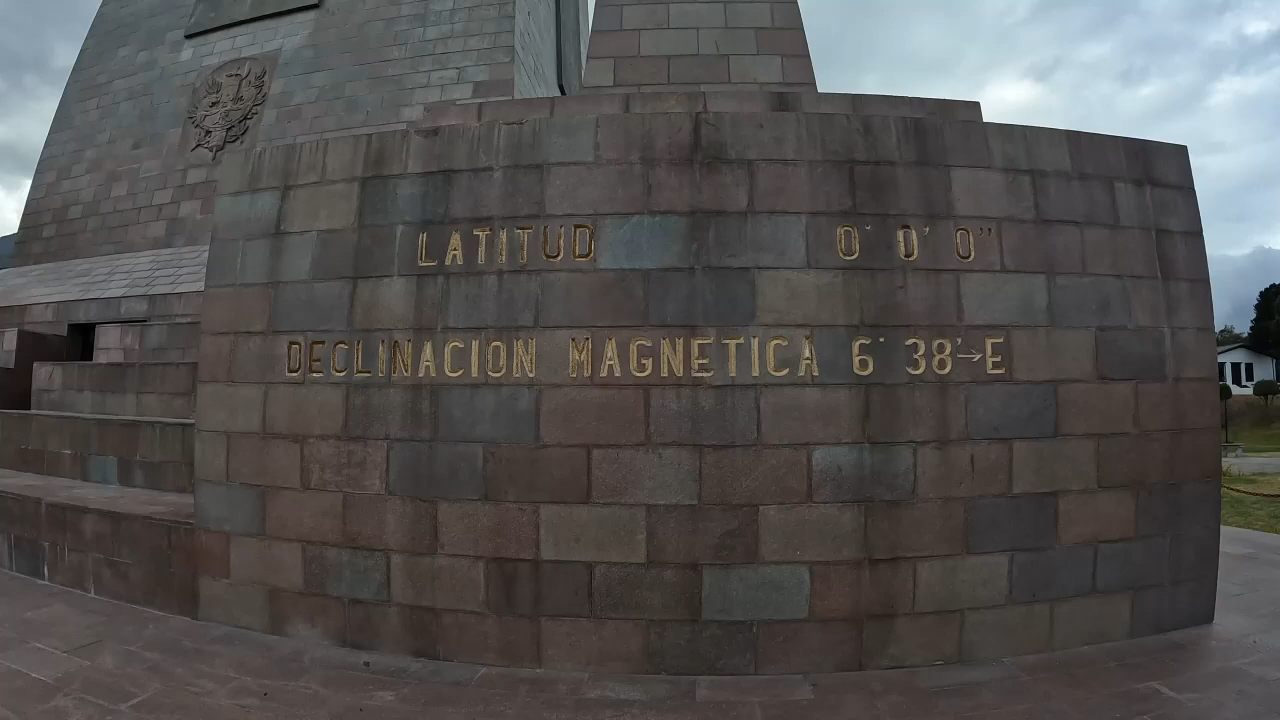 LATITUD 0° 0' 0"
DECLINACION MAGNETICA 6° 38'→E